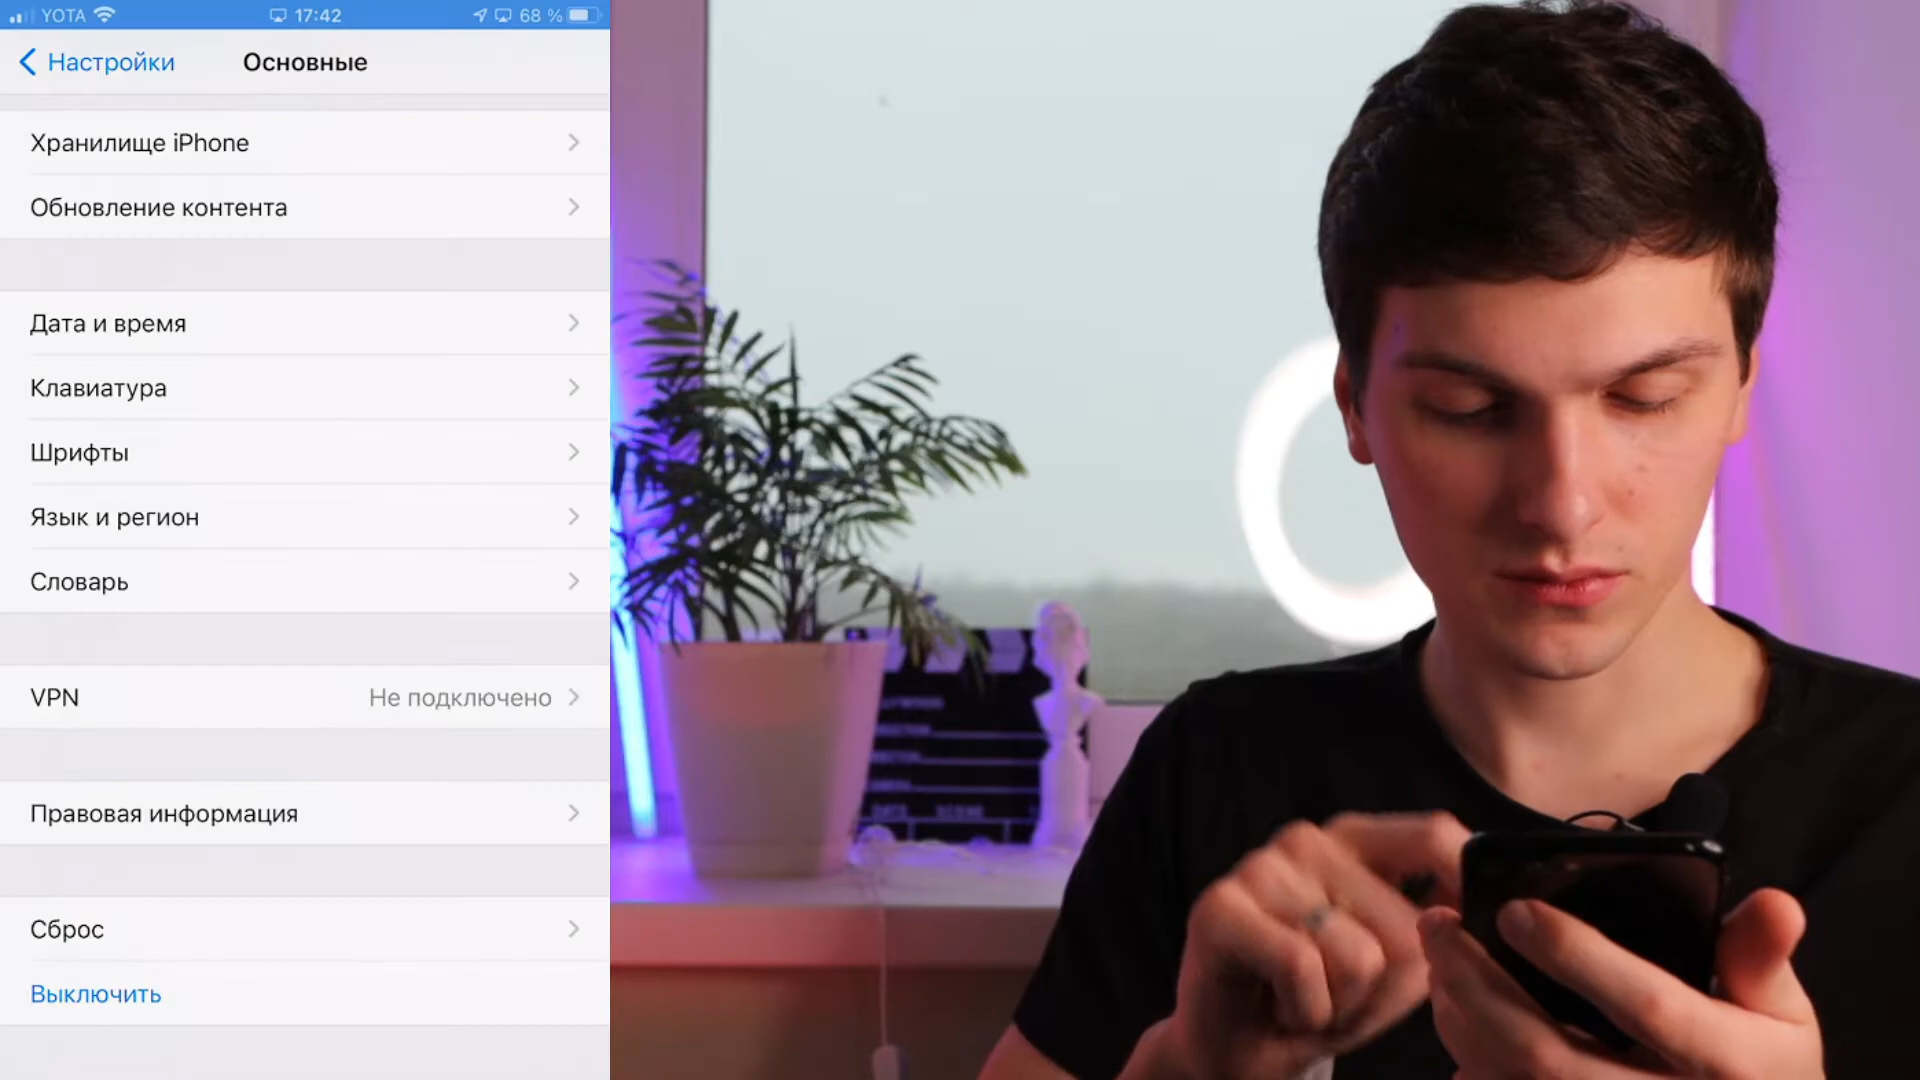 YOTA 17:42 68 %
Настройки Основные
Хранилище iPhone
Обновление контента
Дата и время
Клавиатура
Шрифты
Язык и регион
Словарь
VPN Не подключено
Правовая информация
Сброс
Выключить